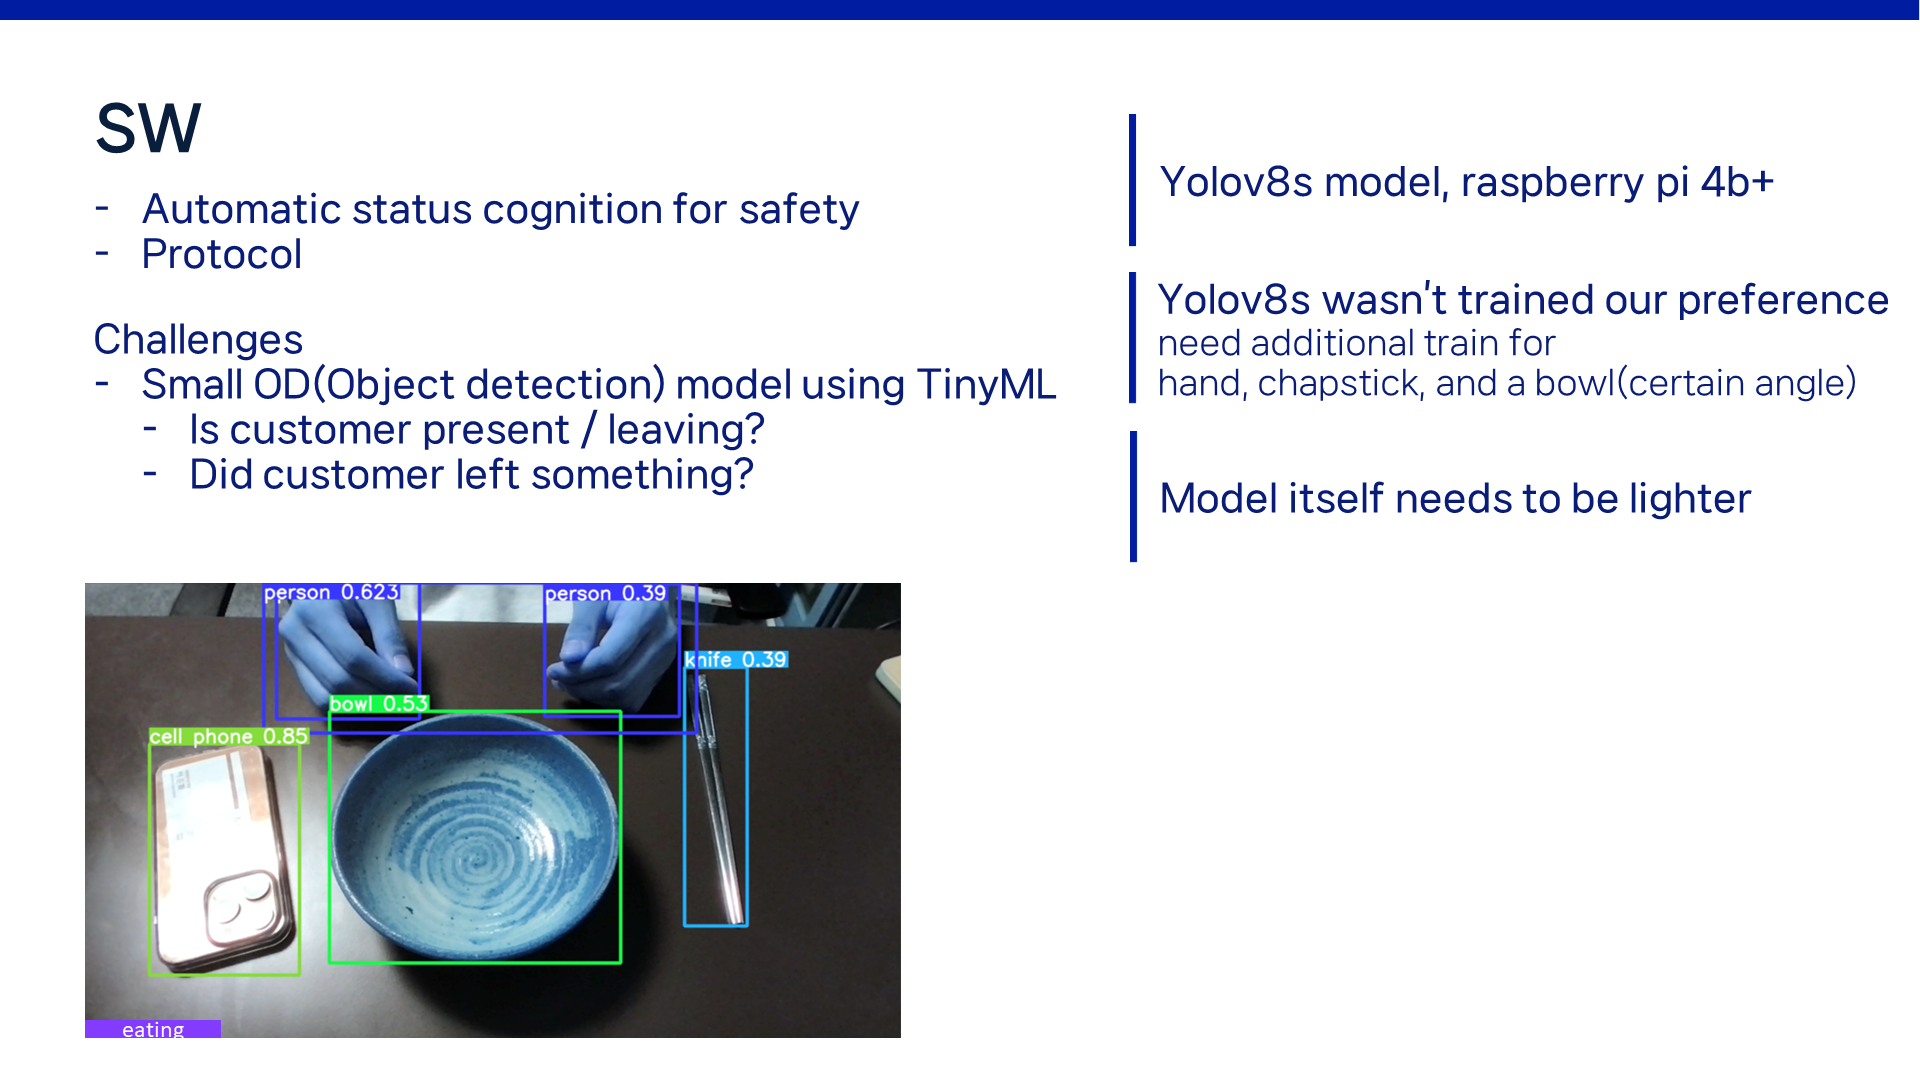 SW
- Automatic status cognition for safety
- Protocol
Challenges
- Small OD(Object detection) model using TinyML
- Is customer present / leaving?
- Did customer left something?
Yolov8s model, raspberry pi 4b+
Yolov8s wasn't trained our preference
need additional train for
hand, chapstick, and a bowl(certain angle)
Model itself needs to be lighter
person 0.623
person 0.39
knife 0.39
bowl 0.53
cell phone 0.85
eating